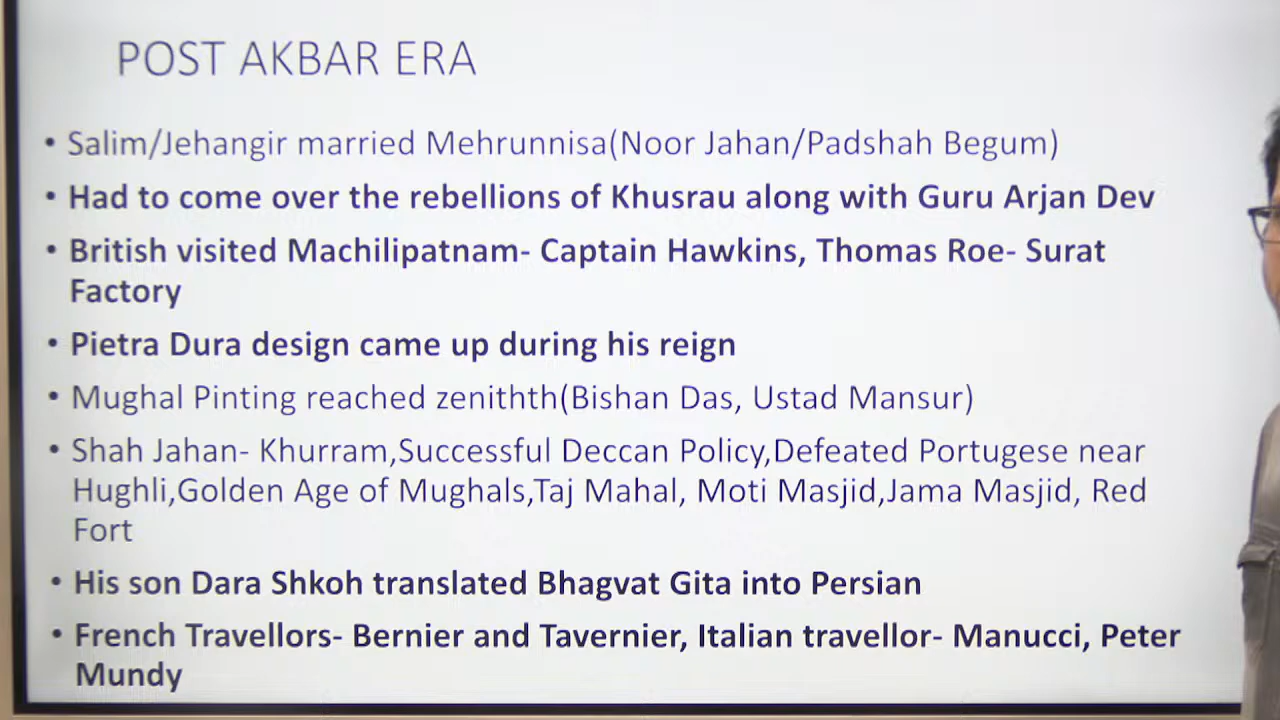 POST AKBAR ERA
• Salim/Jehangir married Mehrunnisa(Noor Jahan/Padshah Begum)
• Had to come over the rebellions of Khusrau along with Guru Arjan Dev
• British visited Machilipatnam- Captain Hawkins, Thomas Roe- Surat
Factory
• Pietra Dura design came up during his reign
• Mughal Pinting reached zenithth(Bishan Das, Ustad Mansur)
• Shah Jahan- Khurram,Successful Deccan Policy,Defeated Portugese near
Hughli,Golden Age of Mughals,Taj Mahal, Moti Masjid,Jama Masjid, Red
Fort
• His son Dara Shkoh translated Bhagvat Gita into Persian
• French Travellors- Bernier and Tavernier, Italian travellor- Manucci, Peter
Mundy